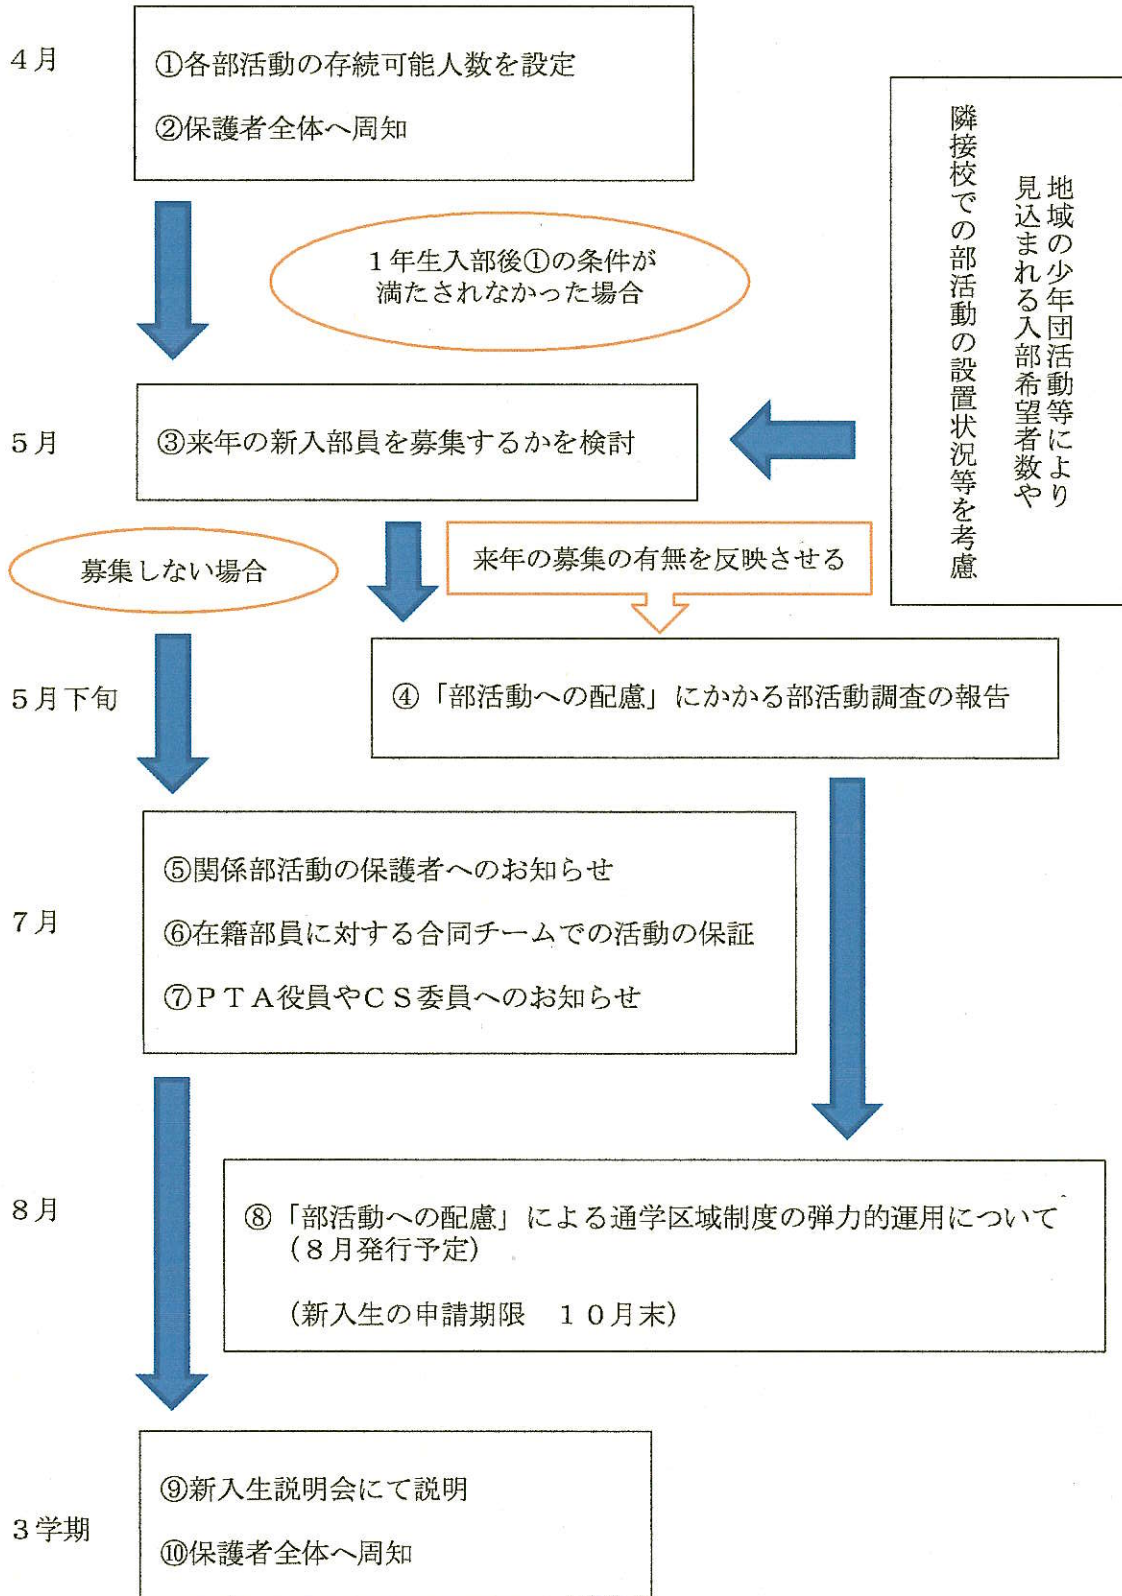 4月
①各部活動の存続可能人数を設定
②保護者全体へ周知
地域の少年団活動等により
見込まれる入部希望者数や
隣接校での部活動の設置状況等を考慮
1年生入部後①の条件が
満たされなかった場合
5月
③来年の新入部員を募集するかを検討
募集しない場合
来年の募集の有無を反映させる
5月下旬
④「部活動への配慮」にかかる部活動調査の報告
7月
⑤関係部活動の保護者へのお知らせ
⑥在籍部員に対する合同チームでの活動の保証
⑦PTA役員やCS委員へのお知らせ
8月
⑧「部活動への配慮」による通学区域制度の弾力的運用について
(8月発行予定)
(新入生の申請期限　10月末)
3学期
⑨新入生説明会にて説明
⑩保護者全体へ周知